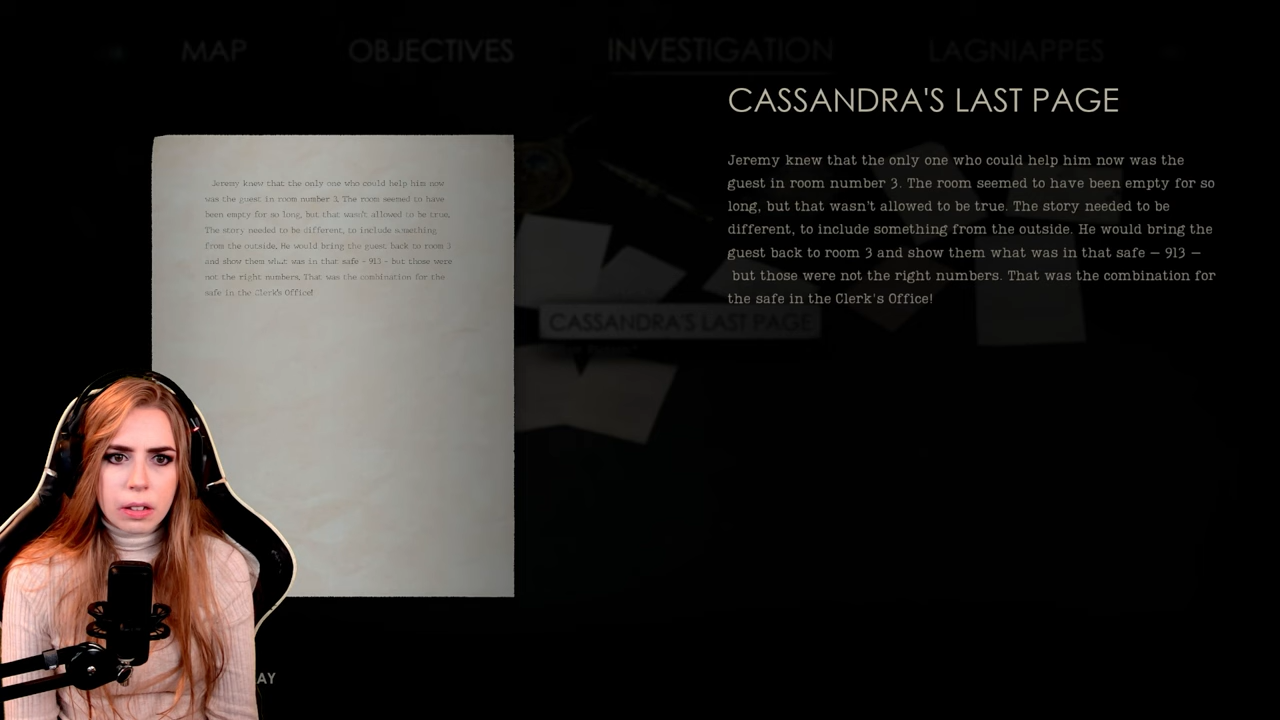 MAP
OBJECTIVES
INVESTIGATION
LAGNIAPPES
CASSANDRA'S LAST PAGE
Jeremy knew that the only one who could help him now
was the guest in room number 3. The room seemed to have
been empty for so long, but that wasn't allowed to be true.
The story needed to be different, to include something
from the outside. He would bring the guest back to room 3
and show them what was in that safe - 913 - but those were
not the right numbers. That was the combination for the
safe in the Clerk's Office!
Jeremy knew that the only one who could help him now was the
guest in room number 3. The room seemed to have been empty for so
long, but that wasn't allowed to be true. The story needed to be
different, to include something from the outside. He would bring the
guest back to room 3 and show them what was in that safe — 913 —
but those were not the right numbers. That was the combination for
the safe in the Clerk's Office!
CASSANDRA'S LAST PAGE
AY